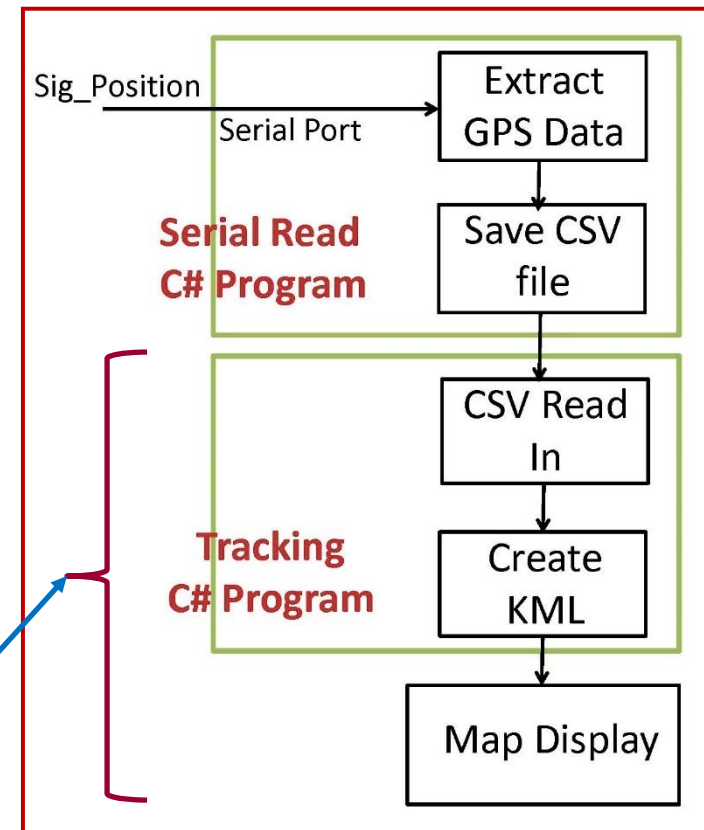 Sig_Position
Serial Port
Extract
GPS Data
Serial Read
C# Program
Save CSV
file
CSV Read
In
Tracking
C# Program
Create
KML
Map Display